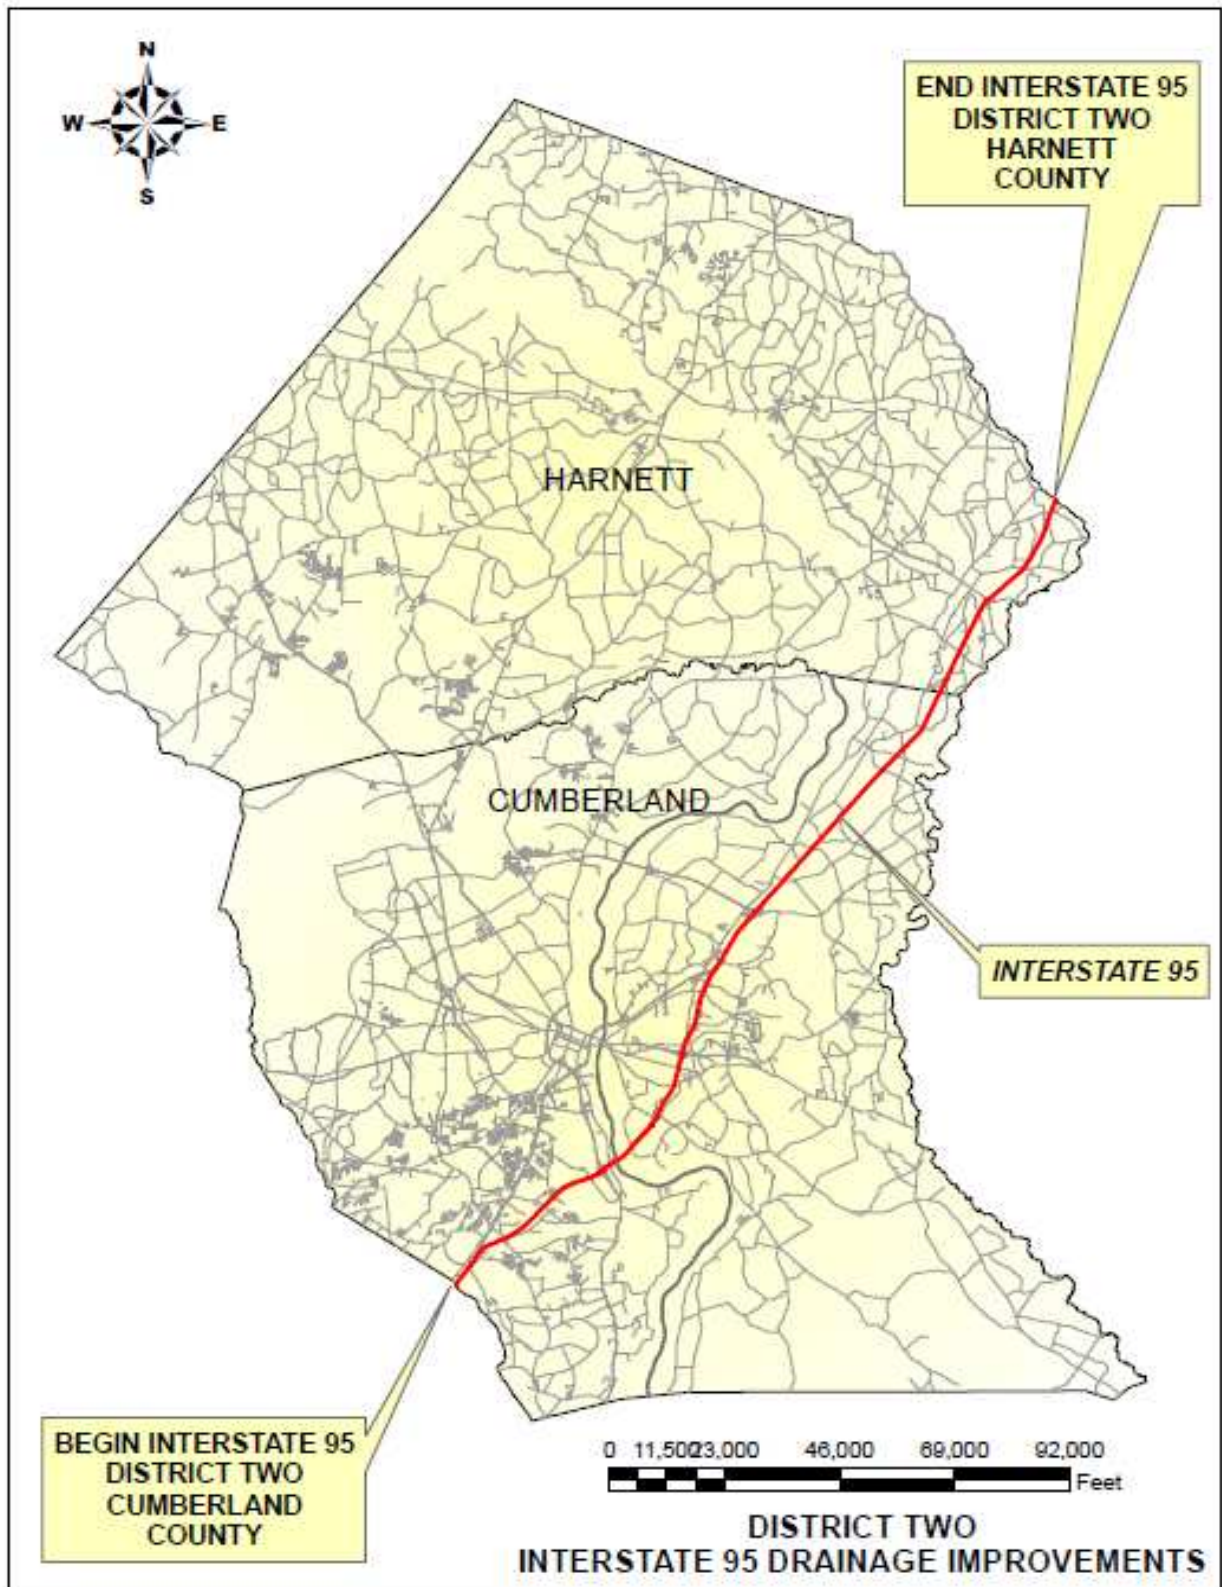 N
W E
S
END INTERSTATE 95
DISTRICT TWO
HARNETT
COUNTY
HARNETT
CUMBERLAND
INTERSTATE 95
BEGIN INTERSTATE 95
DISTRICT TWO
CUMBERLAND
COUNTY
0 11,500 23,000 46,000 69,000 92,000
Feet
DISTRICT TWO
INTERSTATE 95 DRAINAGE IMPROVEMENTS